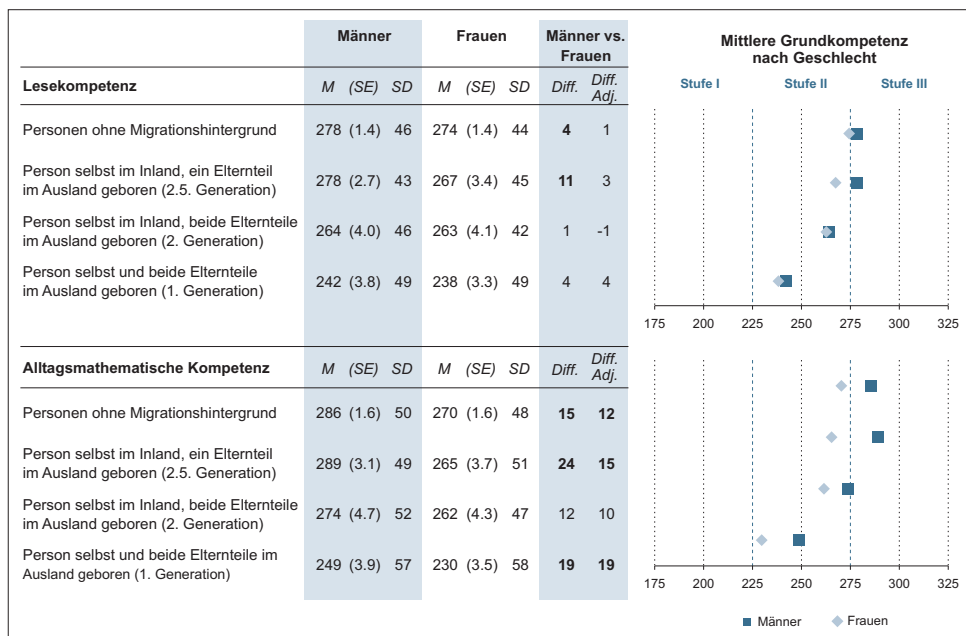 Männer Frauen Männer vs.
Frauen
Lesekompetenz M (SE) SD M (SE) SD Diff. Diff.
Adj.
Personen ohne Migrationshintergrund 278 (1.4) 46 274 (1.4) 44 4 1
Person selbst im Inland, ein Elternteil
im Ausland geboren (2.5. Generation) 278 (2.7) 43 267 (3.4) 45 11 3
Person selbst im Inland, beide Elternteile
im Ausland geboren (2. Generation) 264 (4.0) 46 263 (4.1) 42 1 -1
Person selbst und beide Elternteile
im Ausland geboren (1. Generation) 242 (3.8) 49 238 (3.3) 49 4 4
Alltagsmathematische Kompetenz M (SE) SD M (SE) SD Diff. Diff.
Adj.
Personen ohne Migrationshintergrund 286 (1.6) 50 270 (1.6) 48 15 12
Person selbst im Inland, ein Elternteil
im Ausland geboren (2.5. Generation) 289 (3.1) 49 265 (3.7) 51 24 15
Person selbst im Inland, beide Elternteile
im Ausland geboren (2. Generation) 274 (4.7) 52 262 (4.3) 47 12 10
Person selbst und beide Elternteile im
Ausland geboren (1. Generation) 249 (3.9) 57 230 (3.5) 58 19 19
Mittlere Grundkompetenz
nach Geschlecht
Stufe I Stufe II Stufe III
175 200 225 250 275 300 325
175 200 225 250 275 300 325
Männer Frauen